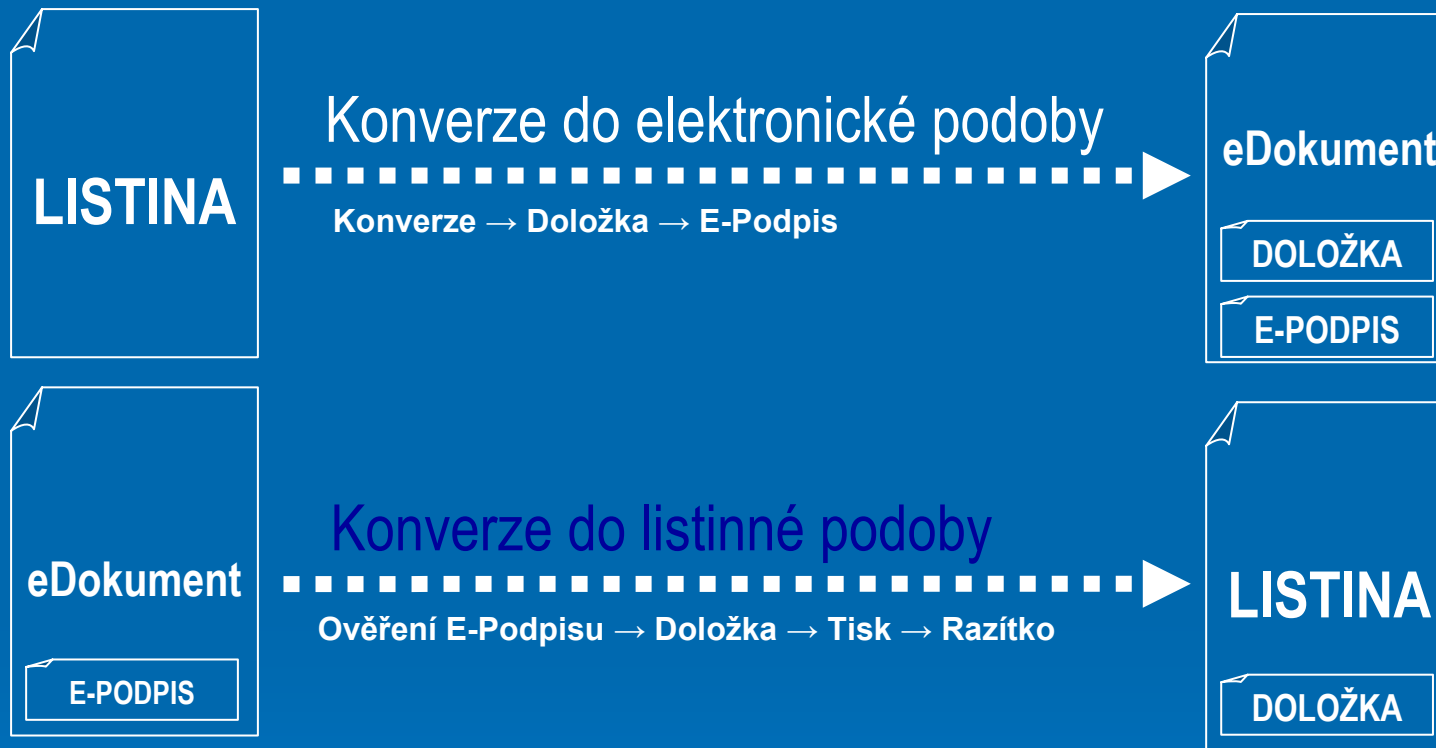 LISTINA
Konverze do elektronické podoby
Konverze → Doložka → E-Podpis
eDokument
DOLOŽKA
E-PODPIS
eDokument
E-PODPIS
Konverze do listinné podoby
Ověření E-Podpisu → Doložka → Tisk → Razítko
LISTINA
DOLOŽKA